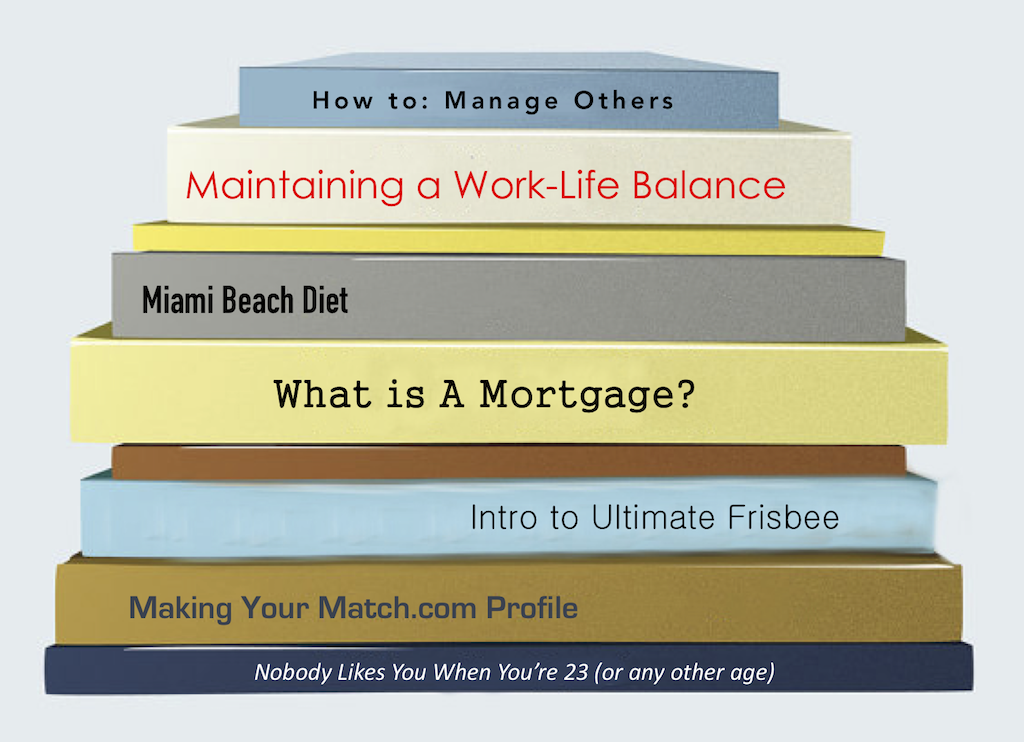 How to: Manage Others
Maintaining a Work-Life Balance
Miami Beach Diet
What is A Mortgage?
Intro to Ultimate Frisbee
Making Your Match.com Profile
Nobody Likes You When You’re 23 (or any other age)